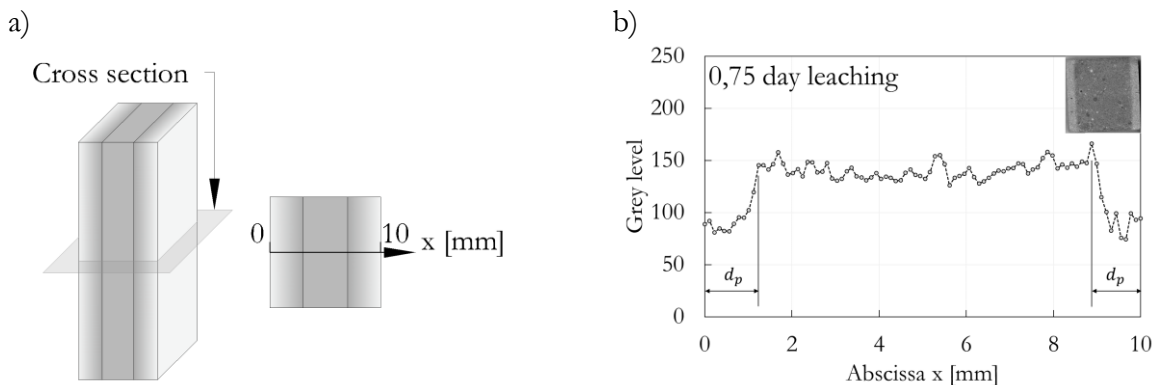 a)
Cross section
0
10
x [mm]
b)
0,75 day leaching
Grey level
250
200
150
100
50
0
d_p
d_p
0
2
4
6
8
10
Abscissa x [mm]